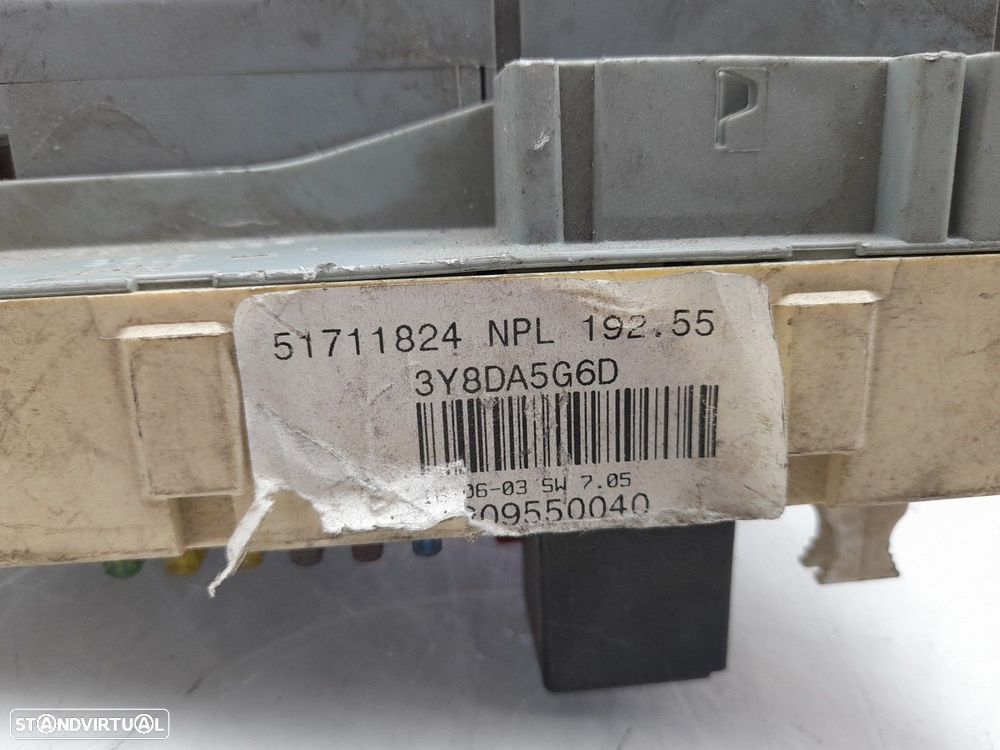 51711824 NPL 192.55
3Y8DA5G6D
06-03 SW 7.05
09550040
STANDVIRTUAL